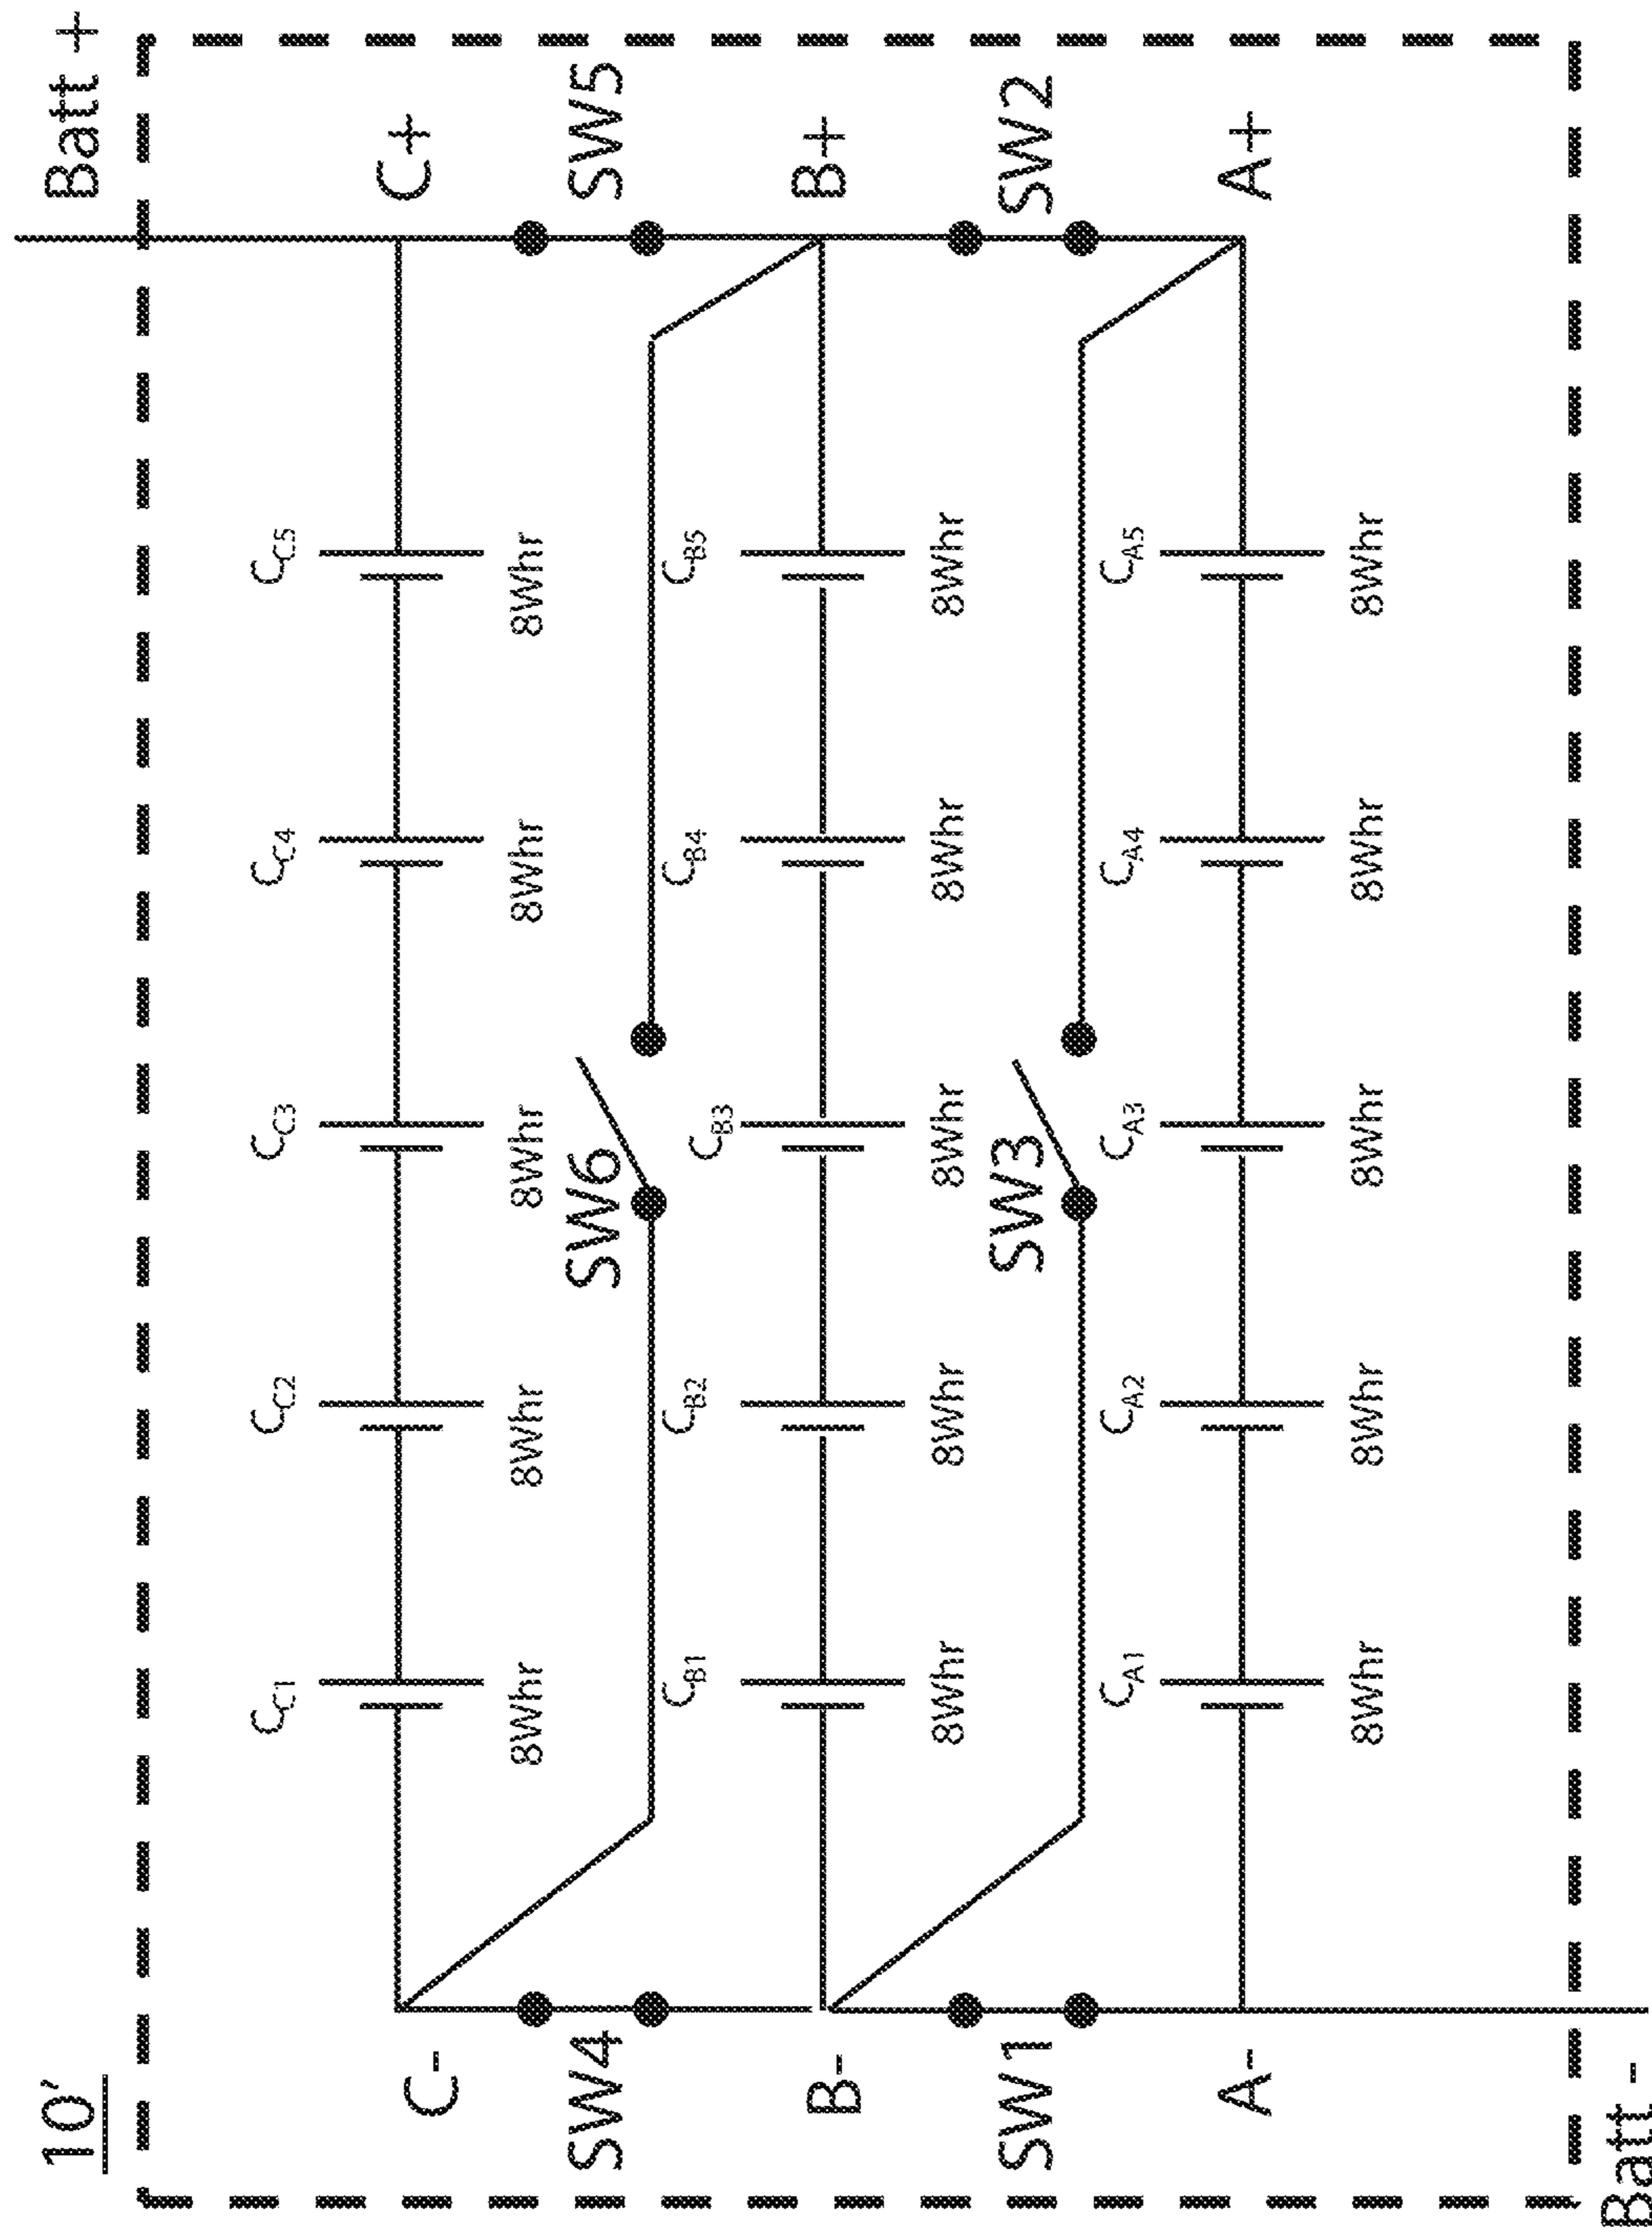 10'
Batt +
C_C1 C_C2 C_C3 C_C4 C_C5
C- C+
8Whr 8Whr 8Whr 8Whr 8Whr
SW4 SW6 SW5
C_B1 C_B2 C_B3 C_B4 C_B5
B- B+
8Whr 8Whr 8Whr 8Whr 8Whr
SW1 SW3 SW2
C_A1 C_A2 C_A3 C_A4 C_A5
A- A+
8Whr 8Whr 8Whr 8Whr 8Whr
Batt -